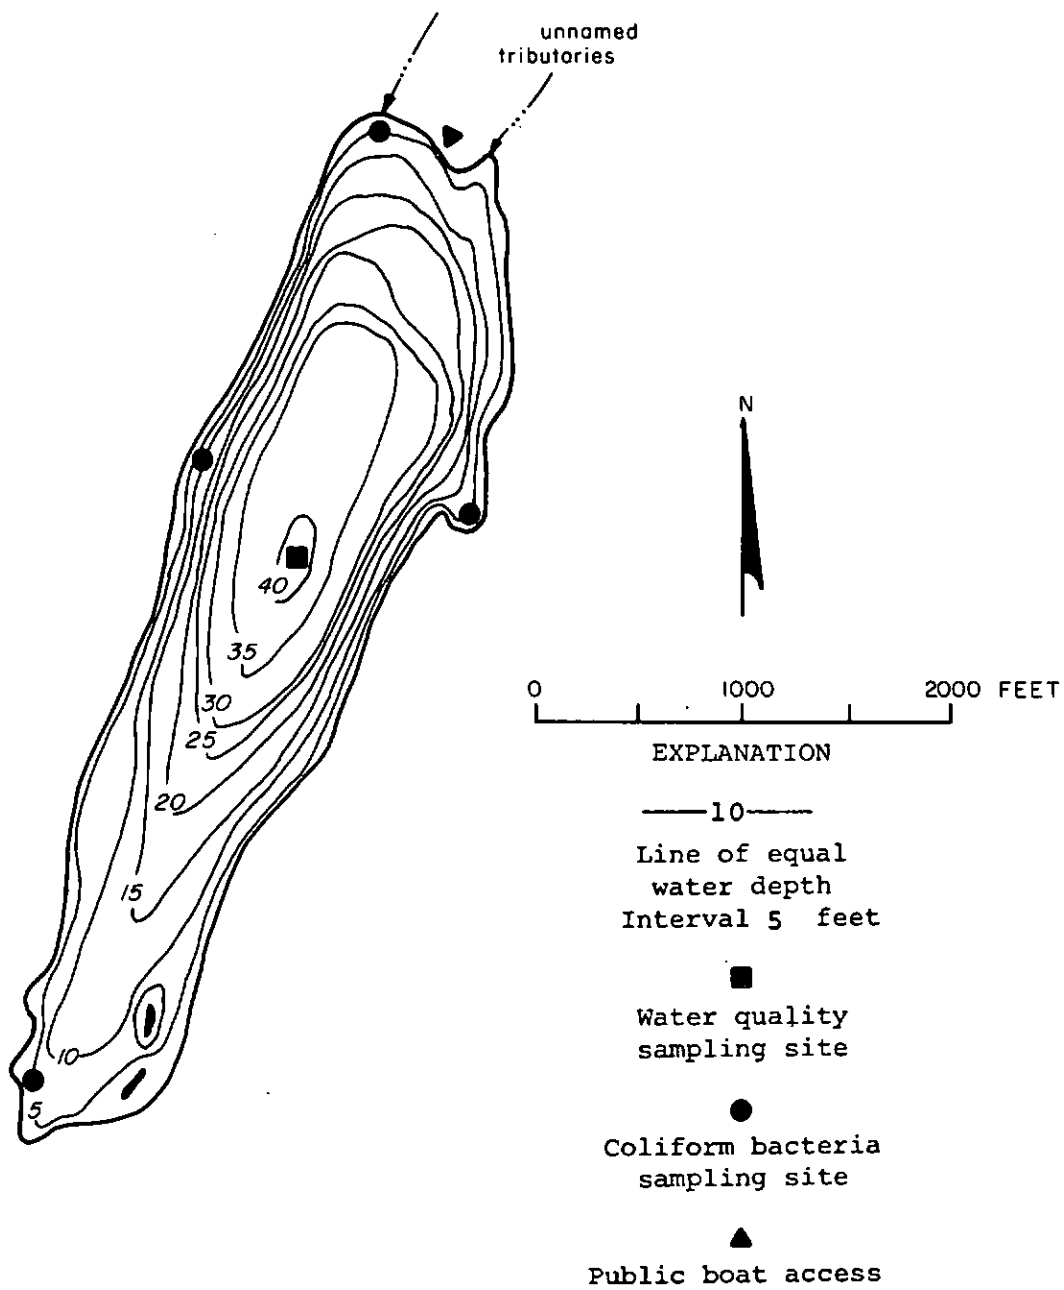 unnamed
tributaries
N
40
35
30
25
20
15
10
5
0 1000 2000 FEET
EXPLANATION
10
Line of equal
water depth
Interval 5 feet
Water quality
sampling site
Coliform bacteria
sampling site
Public boat access